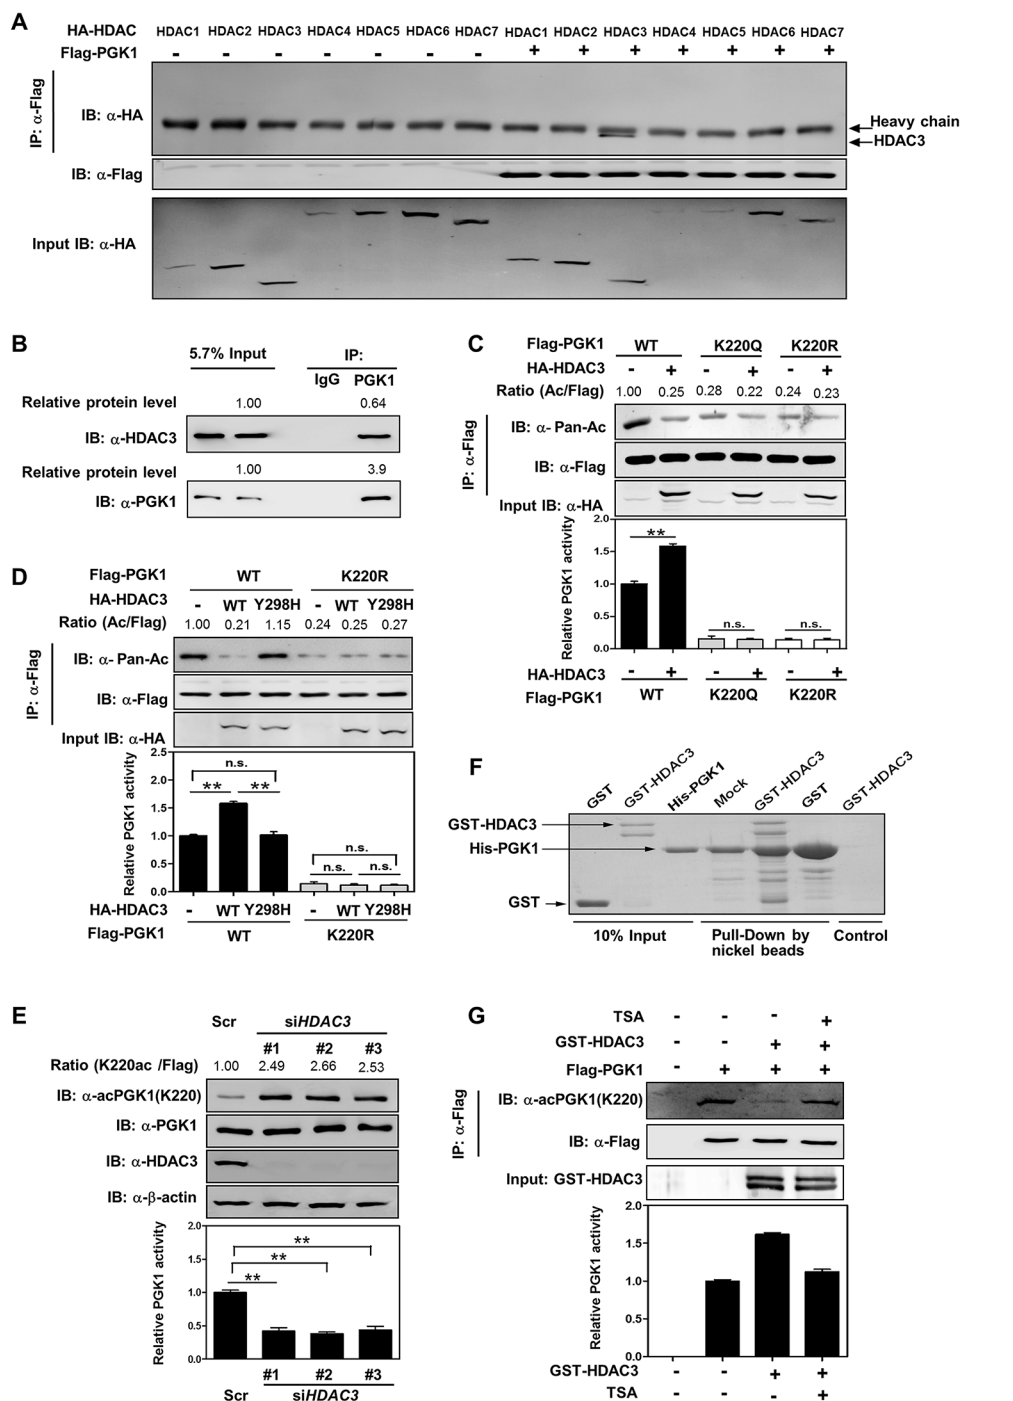 A
HA-HDAC HDAC1 HDAC2 HDAC3 HDAC4 HDAC5 HDAC6 HDAC7 HDAC1 HDAC2 HDAC3 HDAC4 HDAC5 HDAC6 HDAC7
Flag-PGK1 - - - - - - - + + + + + + +
IP: α-Flag
IB: α-HA
Heavy chain
HDAC3
IB: α-Flag
Input IB: α-HA
B
5.7% Input IP:
IgG PGK1
Relative protein level 1.00 0.64
IB: α-HDAC3
Relative protein level 1.00 3.9
IB: α-PGK1
C
Flag-PGK1 WT K220Q K220R
HA-HDAC3 - + - + - +
Ratio (Ac/Flag) 1.00 0.25 0.28 0.22 0.24 0.23
IP: α-Flag
IB: α- Pan-Ac
IB: α-Flag
Input IB: α-HA
Relative PGK1 activity
2.0
1.5
1.0
0.5
0.0
**
n.s. n.s.
HA-HDAC3 - + - + - +
Flag-PGK1 WT K220Q K220R
D
Flag-PGK1 WT K220R
HA-HDAC3 - WT Y298H - WT Y298H
Ratio (Ac/Flag) 1.00 0.21 1.15 0.24 0.25 0.27
IP: α-Flag
IB: α- Pan-Ac
IB: α-Flag
Input IB: α-HA
Relative PGK1 activity
2.5
2.0
1.5
1.0
0.5
0.0
n.s.
** **
n.s.
n.s. n.s.
HA-HDAC3 - WT Y298H - WT Y298H
Flag-PGK1 WT K220R
F
GST GST-HDAC3 His-PGK1 Mock GST-HDAC3 GST GST-HDAC3
GST-HDAC3
His-PGK1
GST
10% Input Pull-Down by nickel beads Control
E
Scr siHDAC3
#1 #2 #3
Ratio (K220ac /Flag) 1.00 2.49 2.66 2.53
IB: α-acPGK1(K220)
IB: α-PGK1
IB: α-HDAC3
IB: α-β-actin
Relative PGK1 activity
2.0
1.5
1.0
0.5
0.0
**
**
**
#1 #2 #3
Scr siHDAC3
G
TSA - - - +
GST-HDAC3 - - + +
Flag-PGK1 - + + +
IP: α-Flag
IB: α-acPGK1(K220)
IB: α-Flag
Input: GST-HDAC3
Relative PGK1 activity
2.0
1.5
1.0
0.5
0.0
GST-HDAC3 - - + +
TSA - - - +